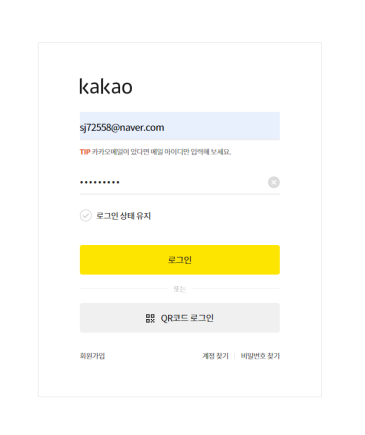 kakao
sj72558@naver.com
TIP 카카오메일이 있다면 메일 아이디만 입력해 보세요.
•••••••••
로그인 상태 유지
로그인
또는
QR코드 로그인
회원가입
계정 찾기 | 비밀번호 찾기